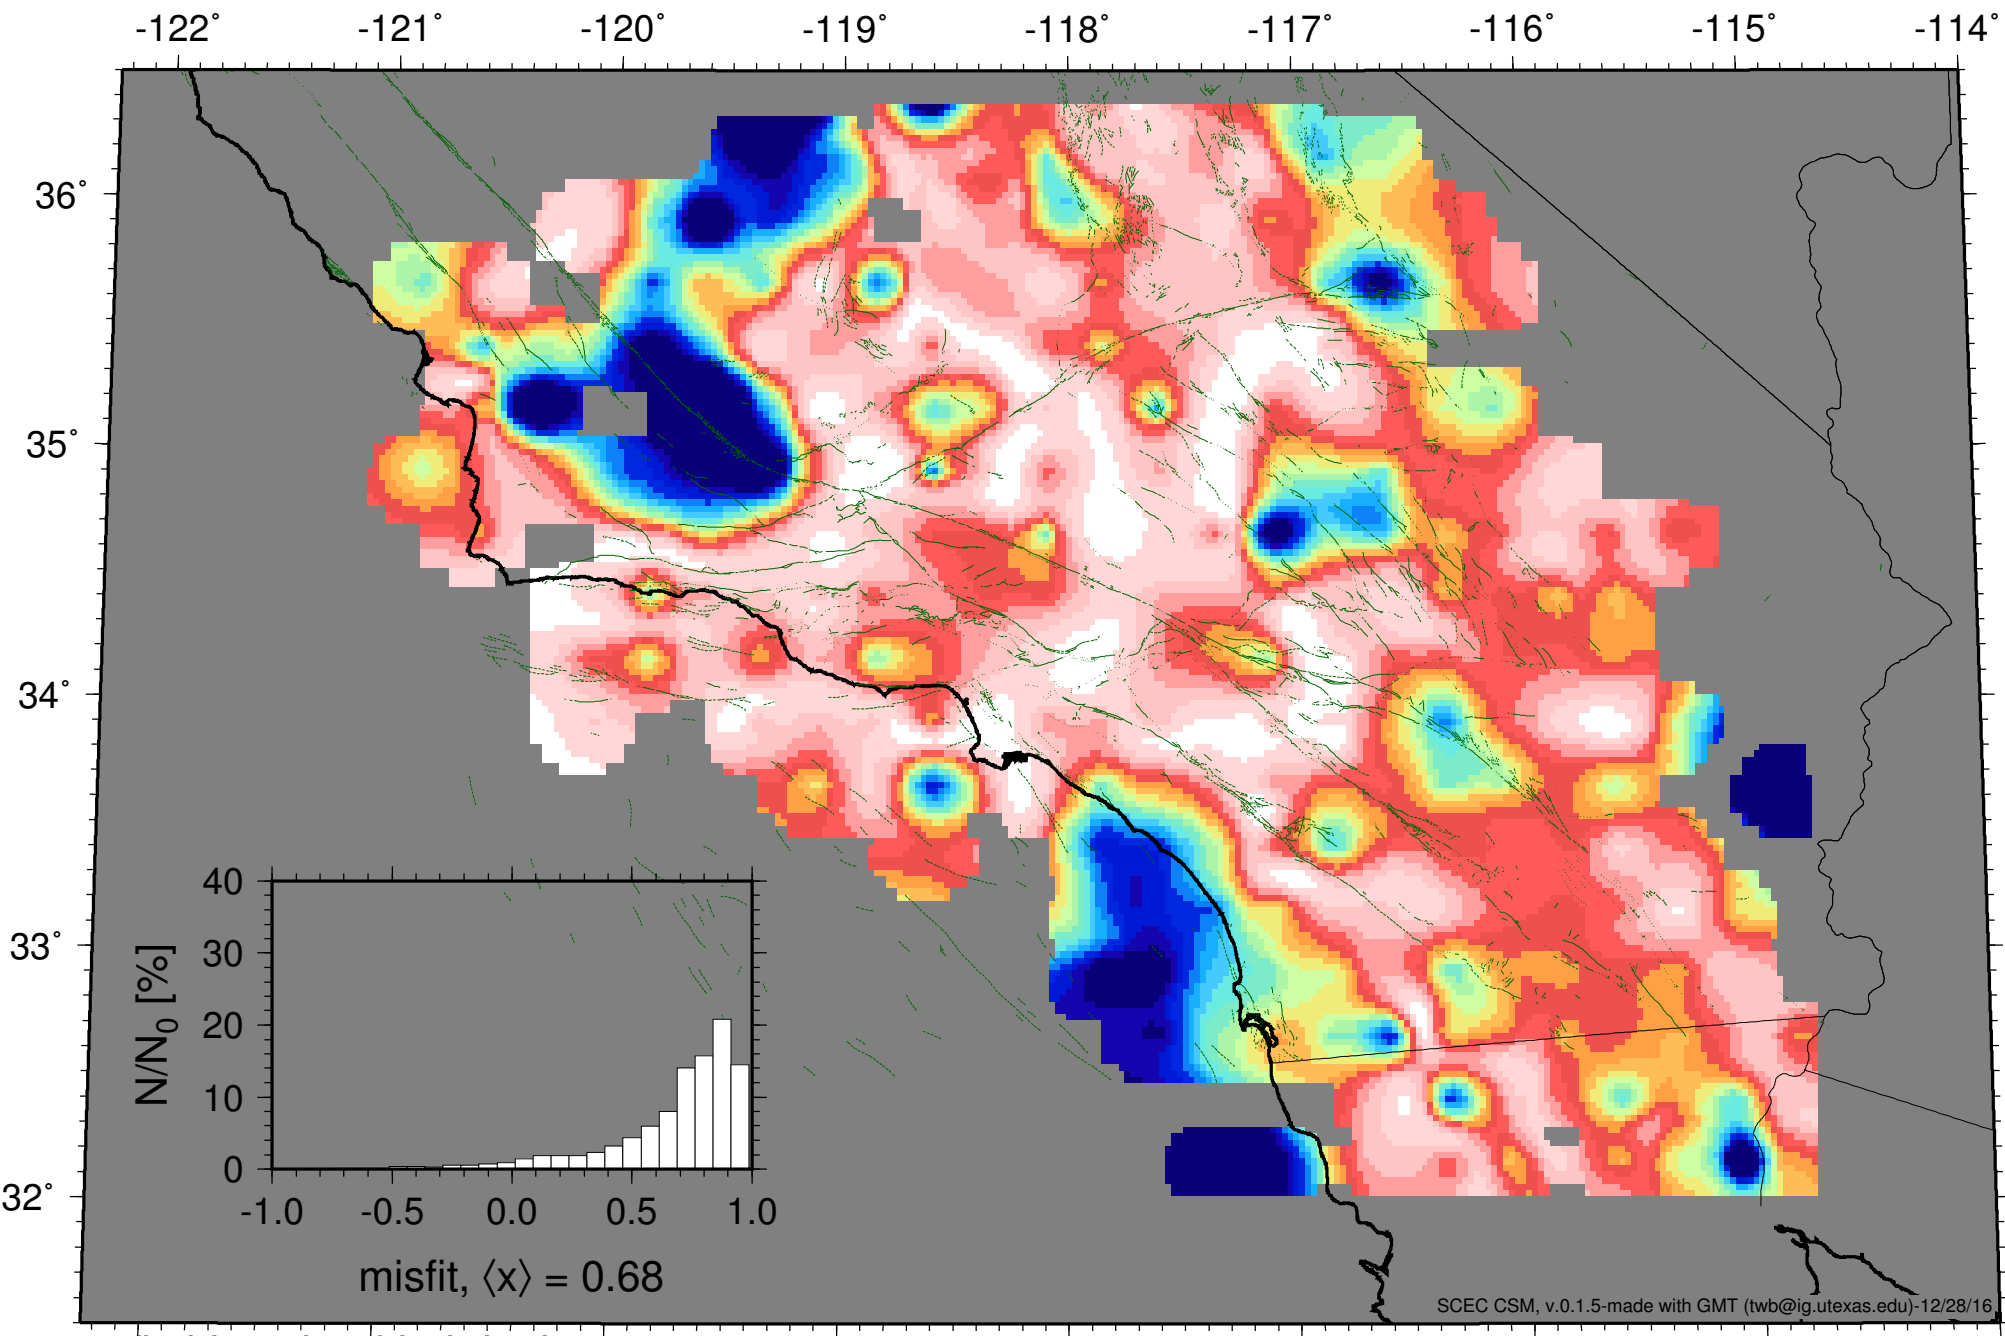 -122˚ -121˚ -120˚ -119˚ -118˚ -117˚ -116˚ -115˚ -114˚
36˚
35˚
34˚
33˚
32˚
40
30
20
10
0
N/N0 [%]
-1.0 -0.5 0.0 0.5 1.0
misfit, ⟨x⟩ = 0.68
SCEC CSM, v.0.1.5-made with GMT (twb@ig.utexas.edu)-12/28/16